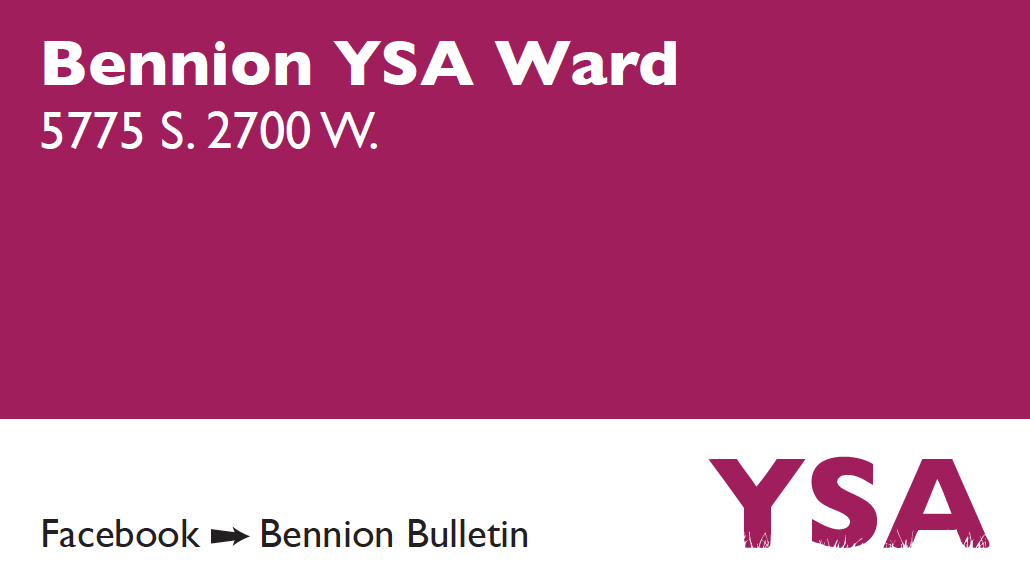 Bennion YSA Ward
5775 S. 2700 W.
YSA
Facebook ➛ Bennion Bulletin